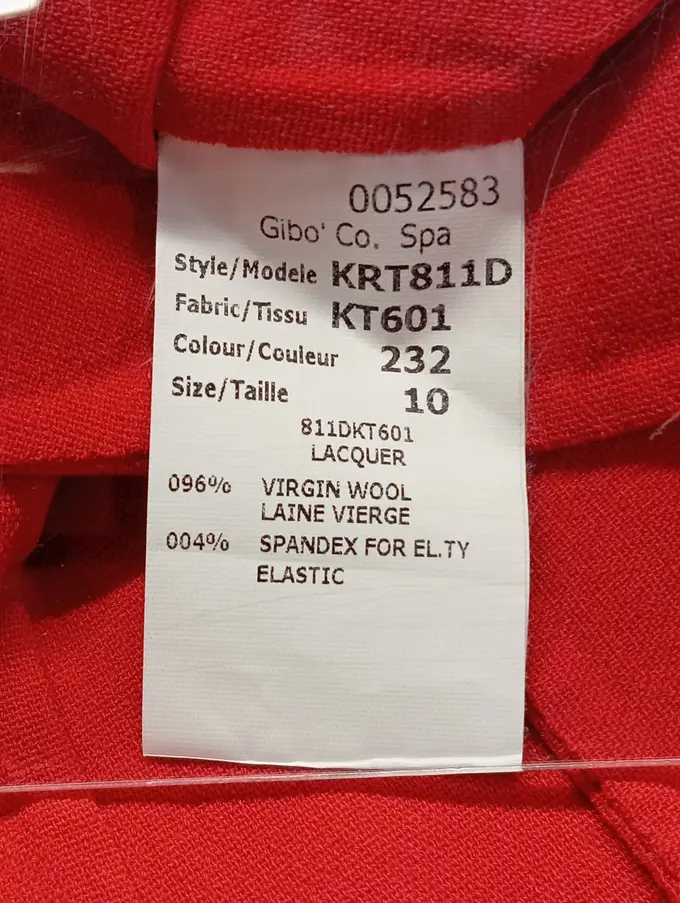 0052583
Gibo' Co. Spa
Style/Modele KRT811D
Fabric/Tissu KT601
Colour/Couleur 232
Size/Taille 10
811DKT601
LACQUER
096% VIRGIN WOOL
LAINE VIERGE
004% SPANDEX FOR EL.TY
ELASTIC